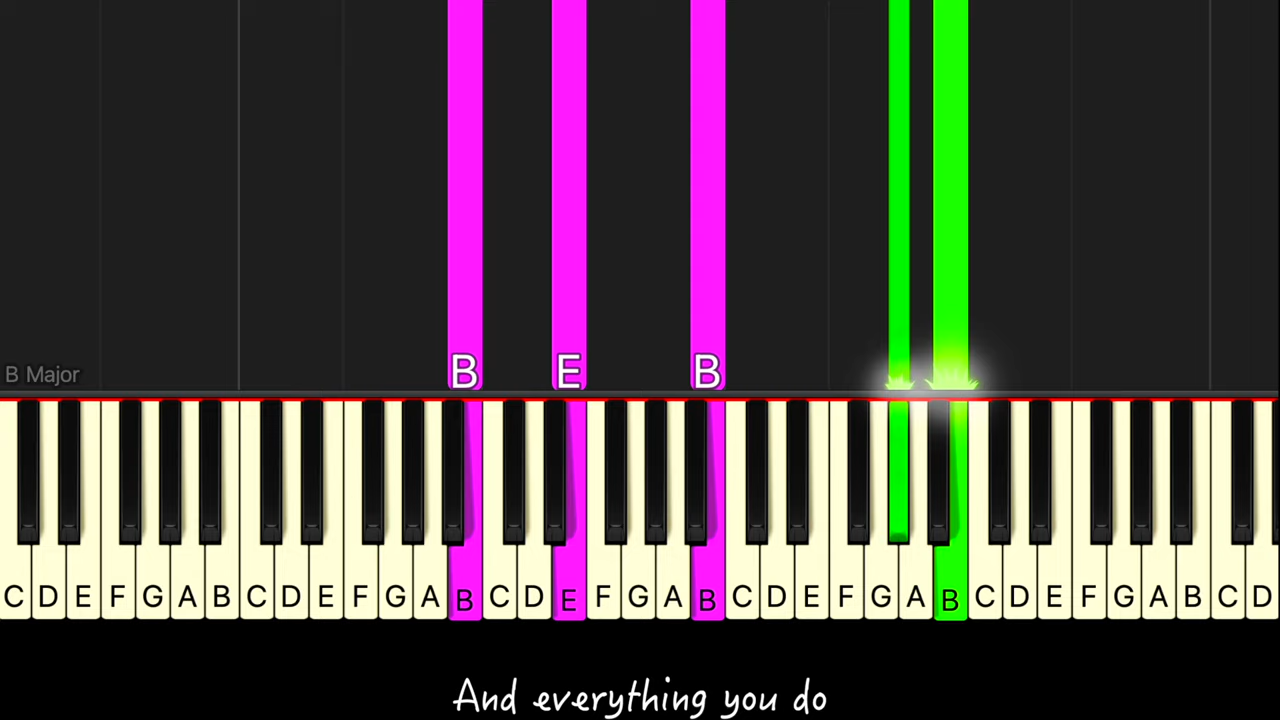 B E B
B Major
C D E F G A B C D E F G A B C D E F G A B C D E F G A B C D E F G A B C D
And everything you do